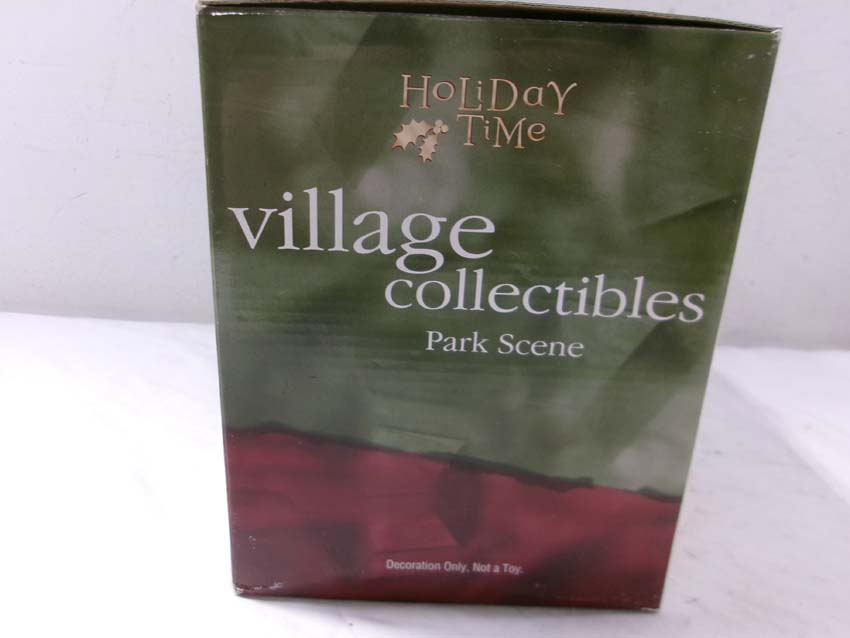 HoLiDaY
TiMe
village
collectibles
Park Scene
Decoration Only, Not a Toy.